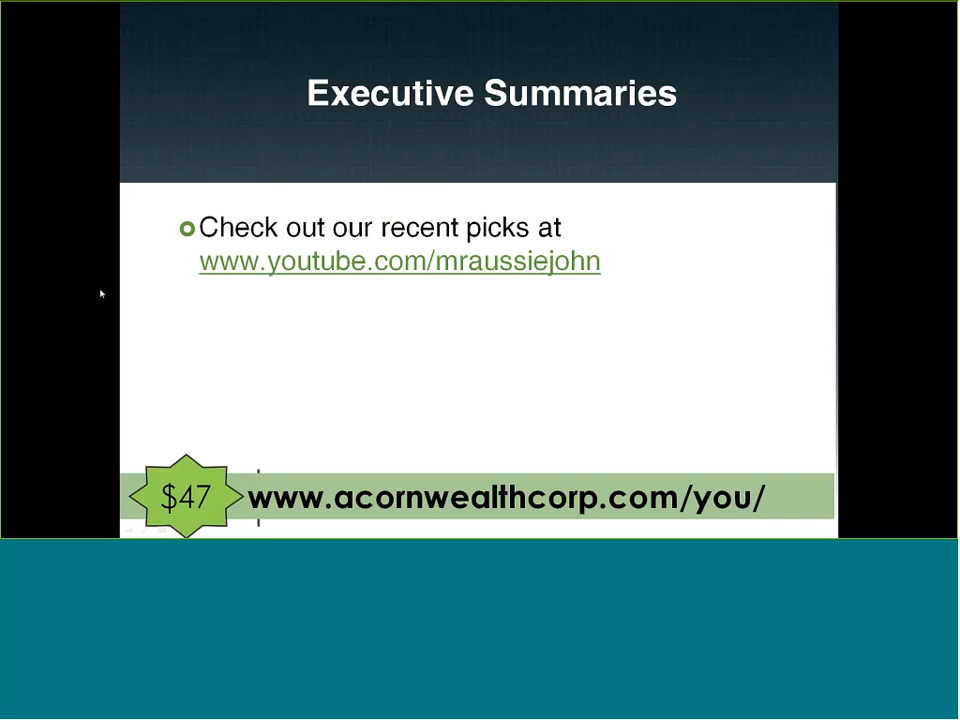 Executive Summaries
Check out our recent picks at
www.youtube.com/mraussiejohn
$47 www.acornwealthcorp.com/you/